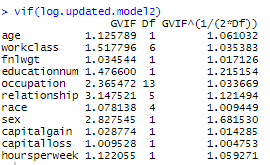 > vif(log.updated.model2)
GVIF Df GVIF^(1/(2*Df))
age 1.125789 1 1.061032
workclass 1.517796 6 1.035383
fnlwgt 1.034544 1 1.017126
educationnum 1.476600 1 1.215154
occupation 2.365472 13 1.033669
relationship 3.147521 5 1.121494
race 1.078138 4 1.009449
sex 2.827545 1 1.681530
capitalgain 1.028774 1 1.014285
capitalloss 1.009528 1 1.004753
hoursperweek 1.122055 1 1.059271